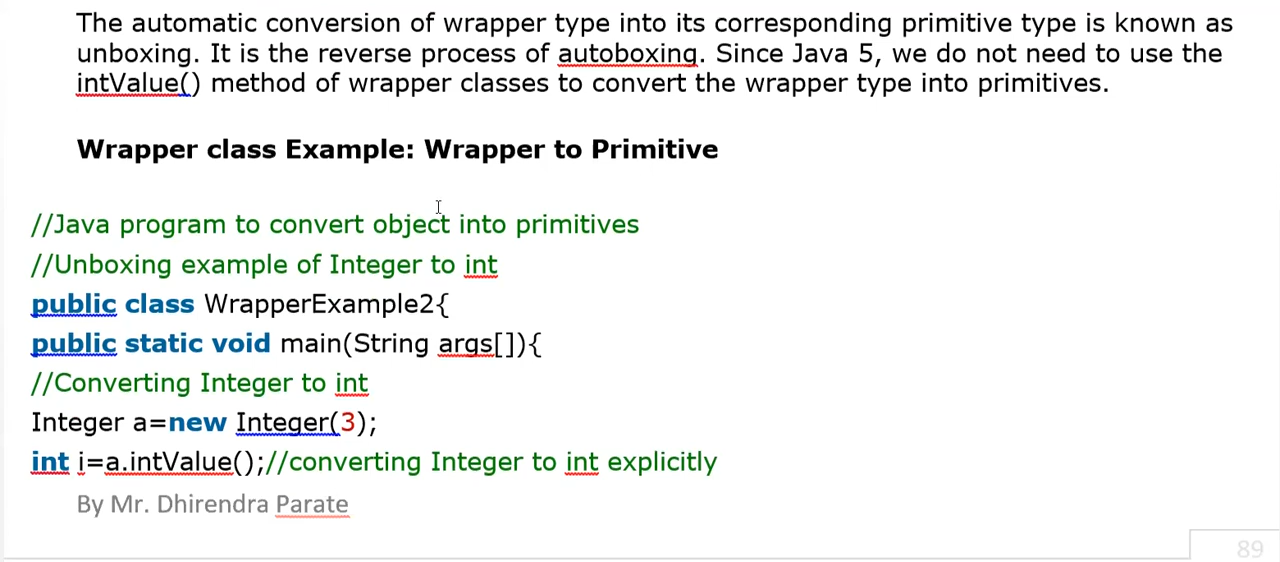 The automatic conversion of wrapper type into its corresponding primitive type is known as
unboxing. It is the reverse process of autoboxing. Since Java 5, we do not need to use the
intValue() method of wrapper classes to convert the wrapper type into primitives.
Wrapper class Example: Wrapper to Primitive
//Java program to convert object into primitives
//Unboxing example of Integer to int
public class WrapperExample2{
public static void main(String args[]){
//Converting Integer to int
Integer a=new Integer(3);
int i=a.intValue();//converting Integer to int explicitly
By Mr. Dhirendra Parate
89